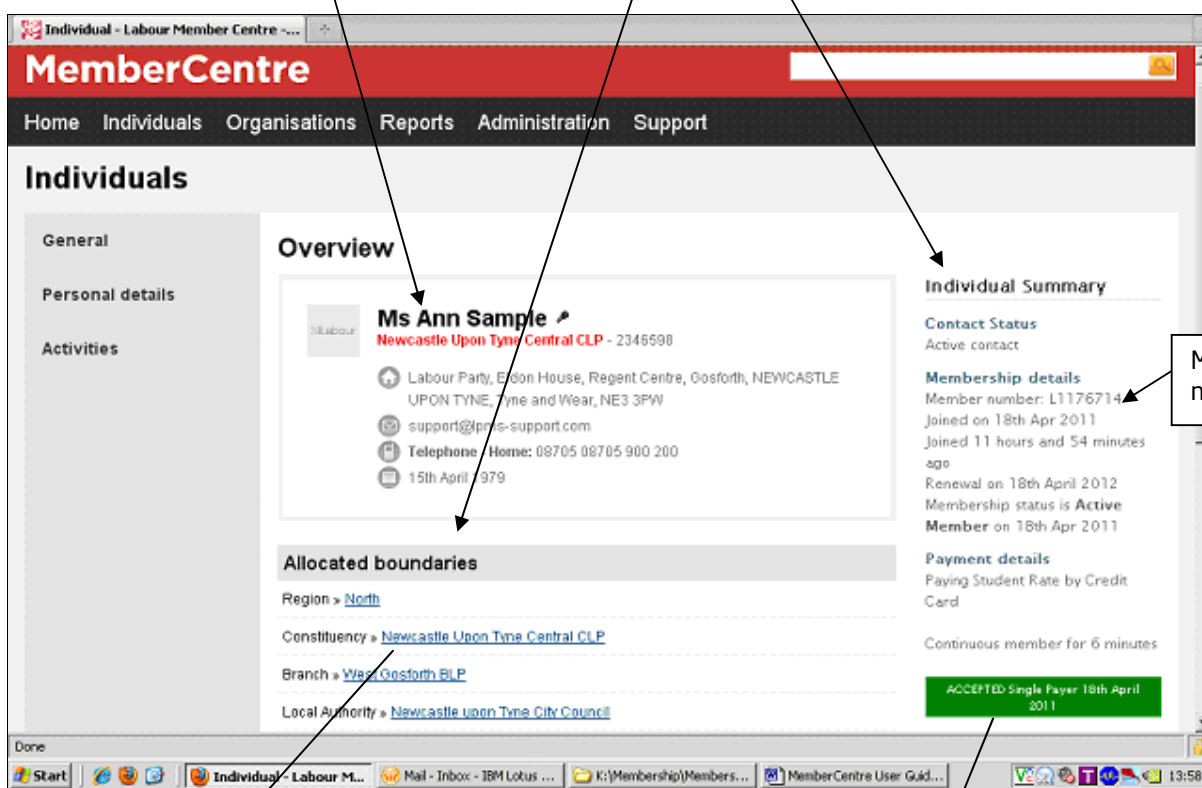 Individual - Labour Member Centre -...
MemberCentre
Home Individuals Organisations Reports Administration Support
Individuals
General
Personal details
Activities
Overview
Labour
Ms Ann Sample
Newcastle Upon Tyne Central CLP - 2346598
Labour Party, Eldon House, Regent Centre, Gosforth, NEWCASTLE
UPON TYNE, Tyne and Wear, NE3 3PW
support@lpms-support.com
Telephone - Home: 08705 08705 900 200
15th April 1979
Allocated boundaries
Region » North
Constituency » Newcastle Upon Tyne Central CLP
Branch » West Gosforth BLP
Local Authority » Newcastle upon Tyne City Council
Individual Summary
Contact Status
Active contact
Membership details
Member number: L1176714
Joined on 18th Apr 2011
Joined 11 hours and 54 minutes
ago
Renewal on 18th April 2012
Membership status is Active
Member on 18th Apr 2011
Payment details
Paying Student Rate by Credit
Card
Continuous member for 6 minutes
ACCEPTED Single Payer 18th April
2011
Done
Start Individual - Labour M... Mail - Inbox - IBM Lotus ... K:\Membership\Members... MemberCentre User Guid... 13:58